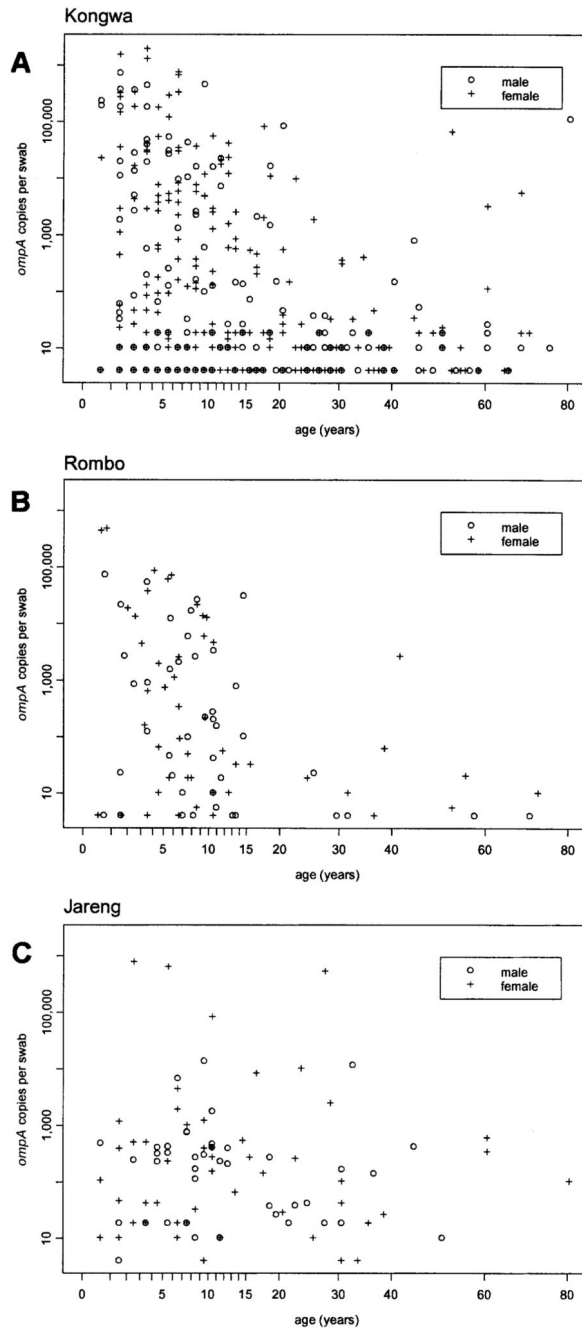 Kongwa
A
male
female
ompA copies per swab
100,000
1,000
10
0 5 10 15 20 30 40 60 80
age (years)
Rombo
B
male
female
ompA copies per swab
100,000
1,000
10
0 5 10 15 20 30 40 60 80
age (years)
Jareng
C
male
female
ompA copies per swab
100,000
1,000
10
0 5 10 15 20 30 40 60 80
age (years)